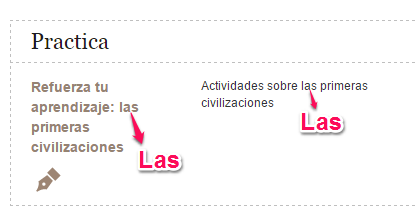 Practica
Refuerza tu
aprendizaje: las
primeras
civilizaciones
Las
Actividades sobre las primeras
civilizaciones
Las